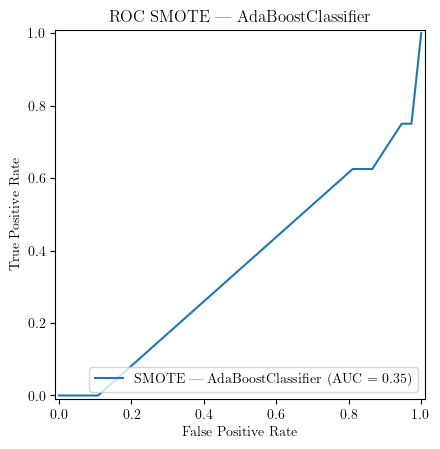 ROC SMOTE — AdaBoostClassifier
1.0
0.8
0.6
0.4
0.2
0.0
True Positive Rate
SMOTE — AdaBoostClassifier (AUC = 0.35)
0.0 0.2 0.4 0.6 0.8 1.0
False Positive Rate